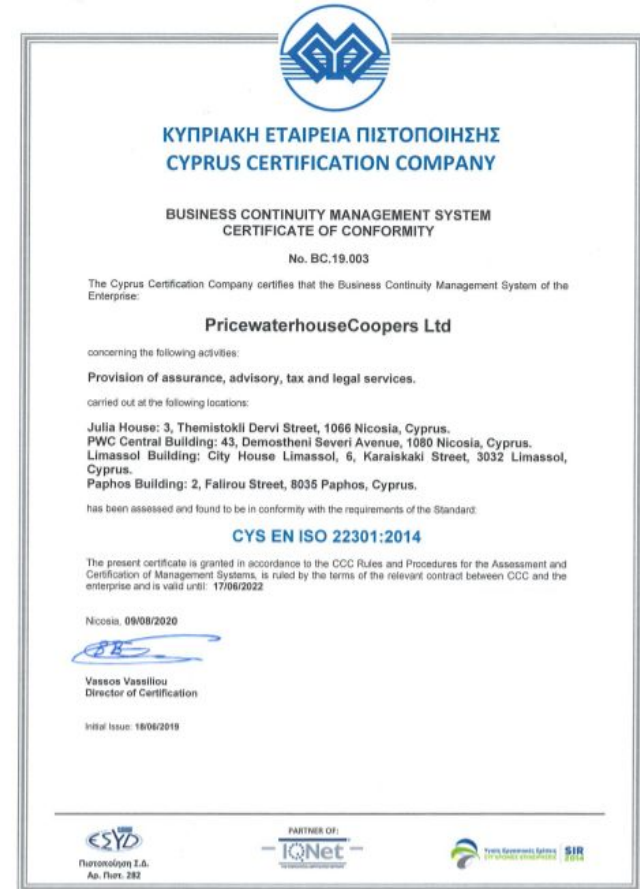 ΚΥΠΡΙΑΚΗ ΕΤΑΙΡΕΙΑ ΠΙΣΤΟΠΟΙΗΣΗΣ
CYPRUS CERTIFICATION COMPANY
BUSINESS CONTINUITY MANAGEMENT SYSTEM
CERTIFICATE OF CONFORMITY
No. BC.19.003
The Cyprus Certification Company certifies that the Business Continuity Management System of the
Enterprise:
PricewaterhouseCoopers Ltd
concerning the following activities:
Provision of assurance, advisory, tax and legal services.
carried out at the following locations:
Julia House: 3, Themistokli Dervi Street, 1066 Nicosia, Cyprus.
PWC Central Building: 43, Demostheni Severi Avenue, 1080 Nicosia, Cyprus.
Limassol Building: City House Limassol, 6, Karaiskaki Street, 3032 Limassol,
Cyprus.
Paphos Building: 2, Falirou Street, 8035 Paphos, Cyprus.
has been assessed and found to be in conformity with the requirements of the Standard:
CYS EN ISO 22301:2014
The present certificate is granted in accordance to the CCC Rules and Procedures for the Assessment and
Certification of Management Systems, is ruled by the terms of the relevant contract between CCC and the
enterprise and is valid until: 17/06/2022
Nicosia, 09/08/2020
Vassos Vassiliou
Director of Certification
Initial Issue: 18/06/2019
ΕΣΥD
Πιστοποίηση Σ.Δ.
Αρ. Πιστ. 282
PARTNER OF:
IQNet
SIR